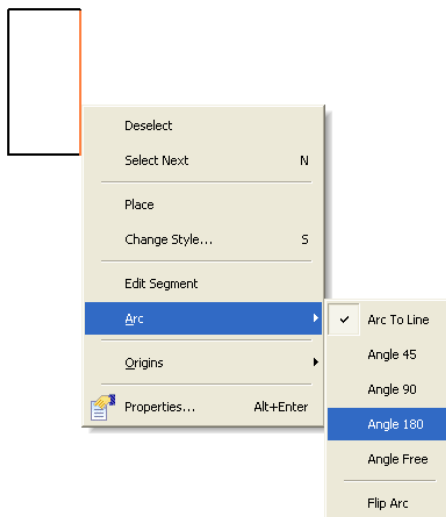 Deselect
Select Next N
Place
Change Style... S
Edit Segment
Arc
Origins
Properties... Alt+Enter
Arc To Line
Angle 45
Angle 90
Angle 180
Angle Free
Flip Arc